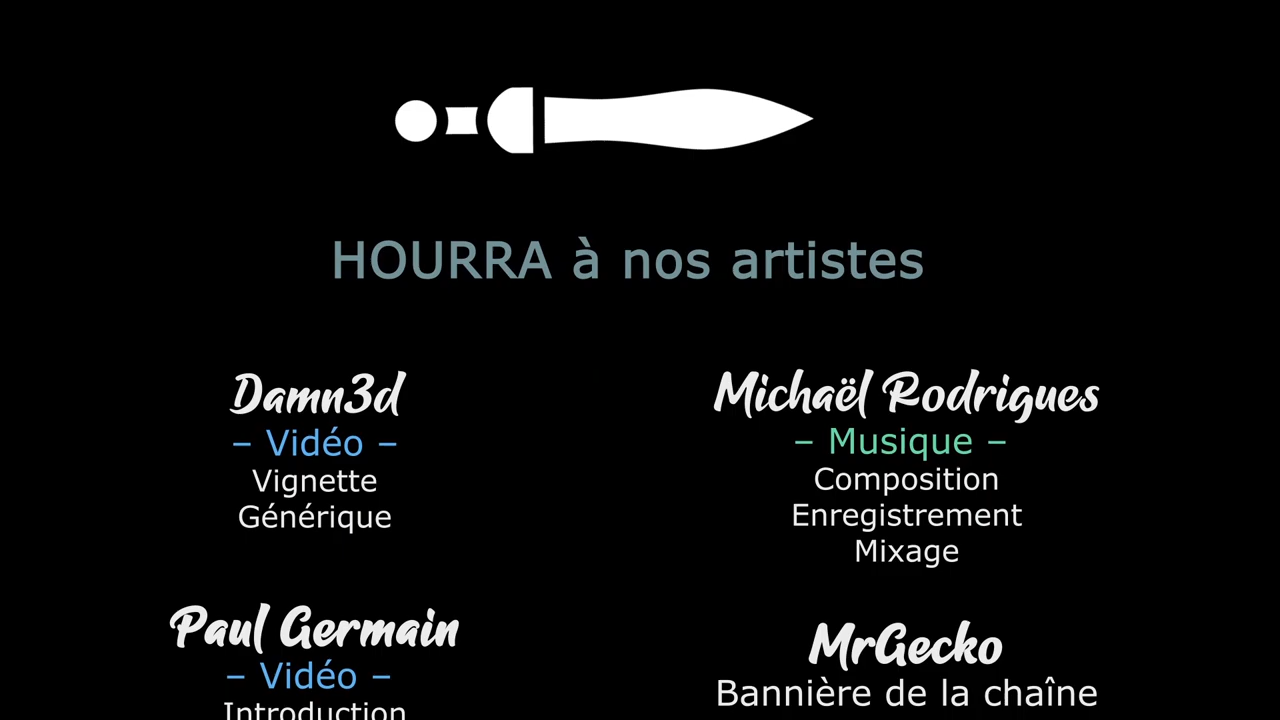 HOURRA à nos artistes
Damn3d
– Vidéo –
Vignette
Générique
Michaël Rodrigues
– Musique –
Composition
Enregistrement
Mixage
Paul Germain
– Vidéo –
Introduction
MrGecko
Bannière de la chaîne